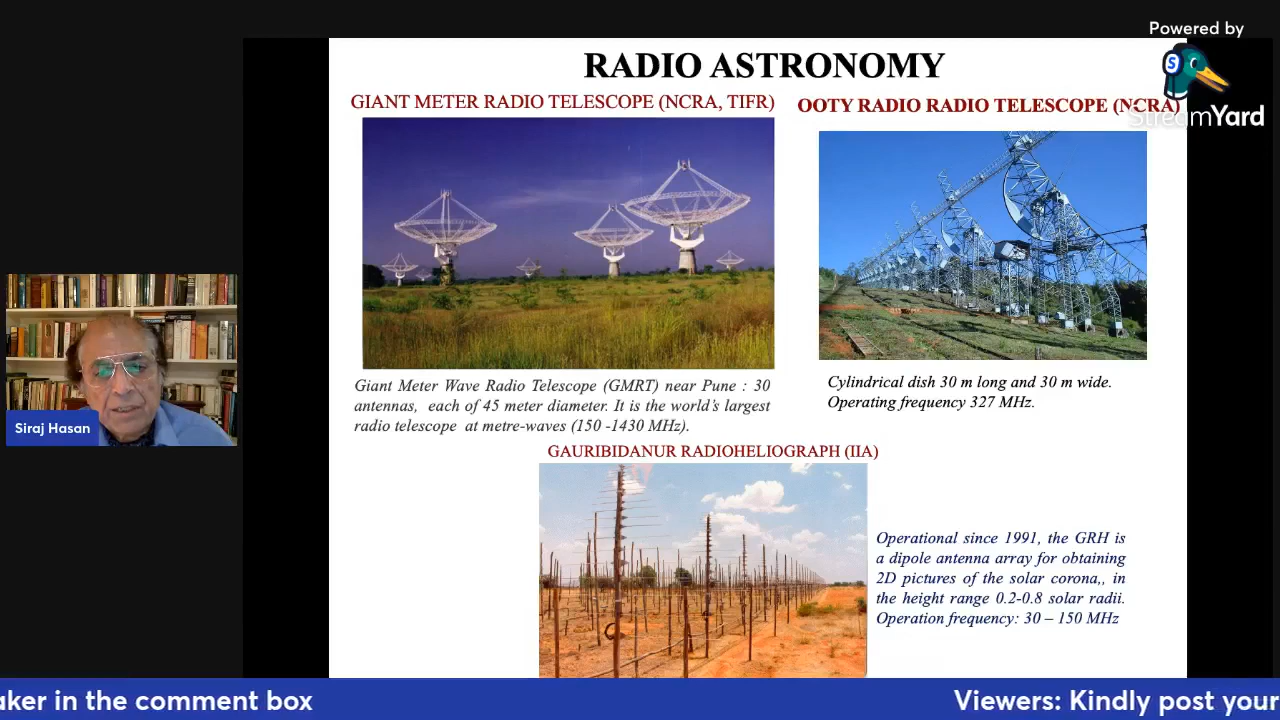 Powered by
StreamYard
RADIO ASTRONOMY
GIANT METER RADIO TELESCOPE (NCRA, TIFR)
OOTY RADIO RADIO TELESCOPE (NCRA)
Giant Meter Wave Radio Telescope (GMRT) near Pune : 30
antennas, each of 45 meter diameter. It is the world's largest
radio telescope at metre-waves (150 -1430 MHz).
Cylindrical dish 30 m long and 30 m wide.
Operating frequency 327 MHz.
GAURIBIDANUR RADIOHELIOGRAPH (IIA)
Operational since 1991, the GRH is
a dipole antenna array for obtaining
2D pictures of the solar corona,, in
the height range 0.2-0.8 solar radii.
Operation frequency: 30 – 150 MHz
Siraj Hasan
aker in the comment box
Viewers: Kindly post your